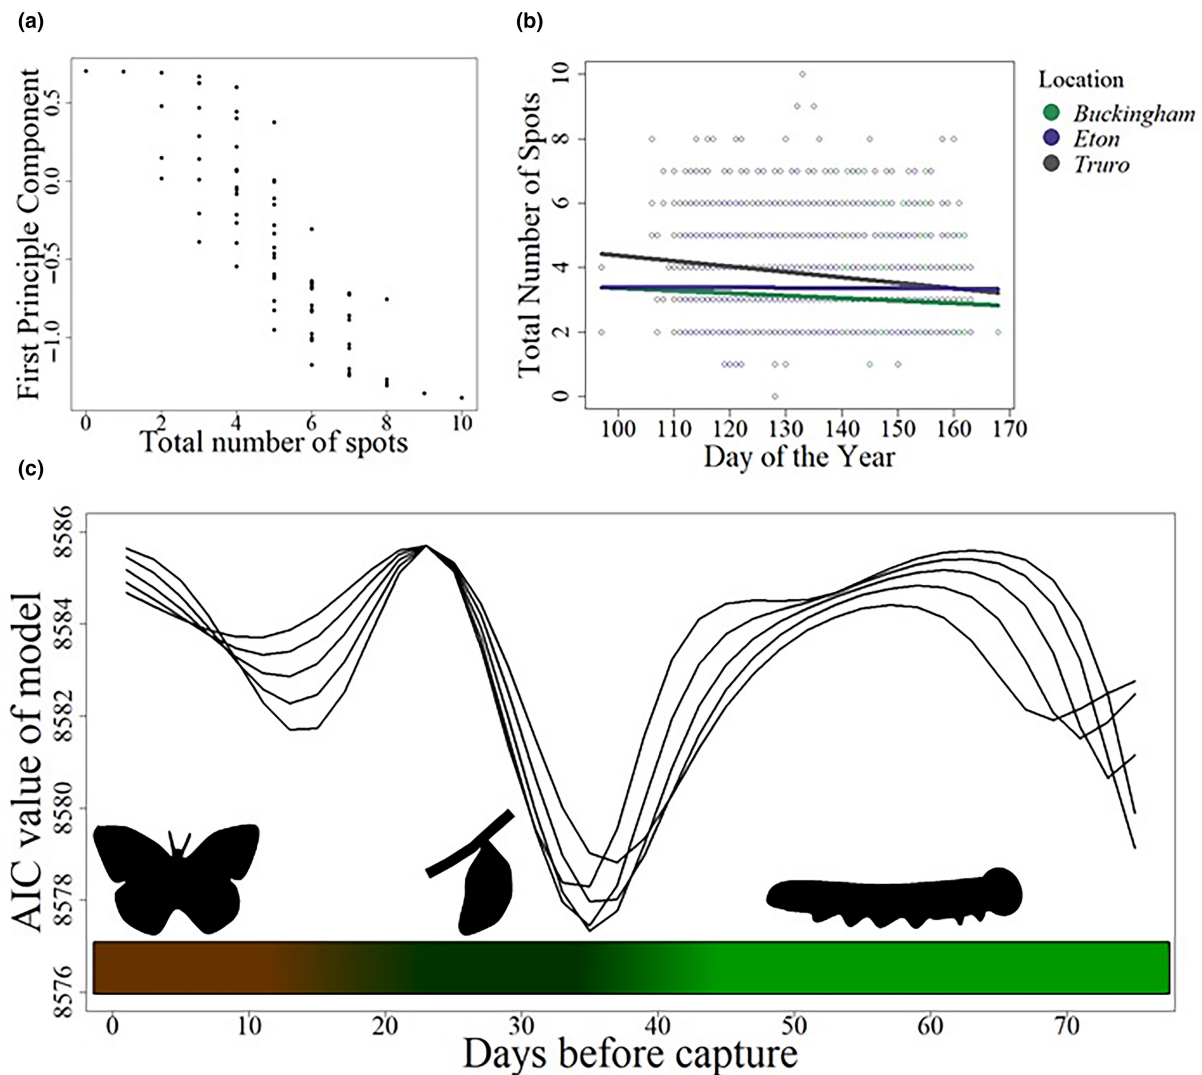 (a)
First Principle Component
0.5
0.0
−0.5
−1.0
0 2 4 6 8 10
Total number of spots
(b)
Total Number of Spots
10
8
6
4
2
0
100 110 120 130 140 150 160 170
Day of the Year
Location
Buckingham
Eton
Truro
(c)
AIC value of model
8586
8584
8582
8580
8578
8576
0 10 20 30 40 50 60 70
Days before capture